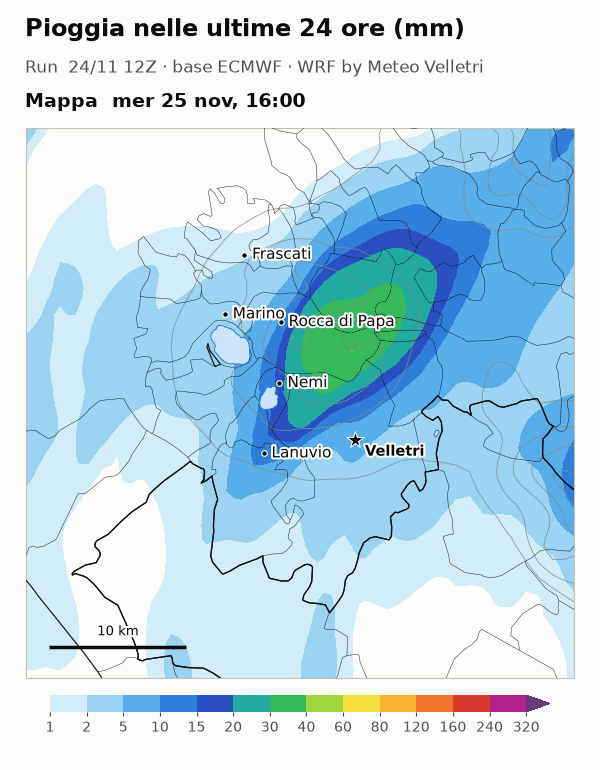 Pioggia nelle ultime 24 ore (mm)
Run  24/11 12Z · base ECMWF · WRF by Meteo Velletri
Mappa  mer 25 nov, 16:00
Frascati
Marino
Rocca di Papa
Nemi
Velletri
Lanuvio
10 km
1 2 5 10 15 20 30 40 60 80 120 160 240 320